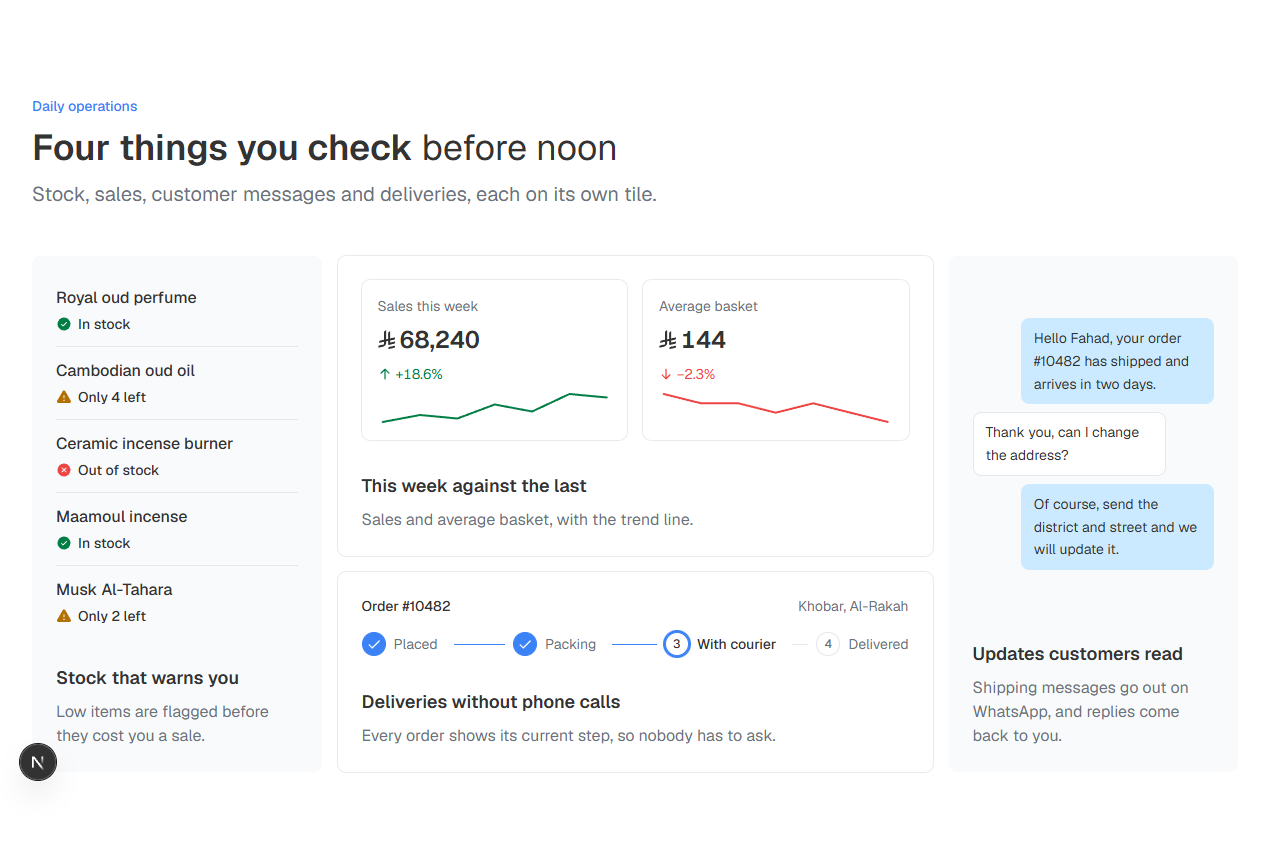 Daily operations
Four things you check before noon
Stock, sales, customer messages and deliveries, each on its own tile.
Royal oud perfume
In stock
Cambodian oud oil
Only 4 left
Ceramic incense burner
Out of stock
Maamoul incense
In stock
Musk Al-Tahara
Only 2 left
Stock that warns you
Low items are flagged before
they cost you a sale.
Sales this week
68,240
+18.6%
Average basket
144
−2.3%
This week against the last
Sales and average basket, with the trend line.
Order #10482
Khobar, Al-Rakah
Placed
Packing
3 With courier
4 Delivered
Deliveries without phone calls
Every order shows its current step, so nobody has to ask.
Hello Fahad, your order
#10482 has shipped and
arrives in two days.
Thank you, can I change
the address?
Of course, send the
district and street and we
will update it.
Updates customers read
Shipping messages go out on
WhatsApp, and replies come
back to you.
N